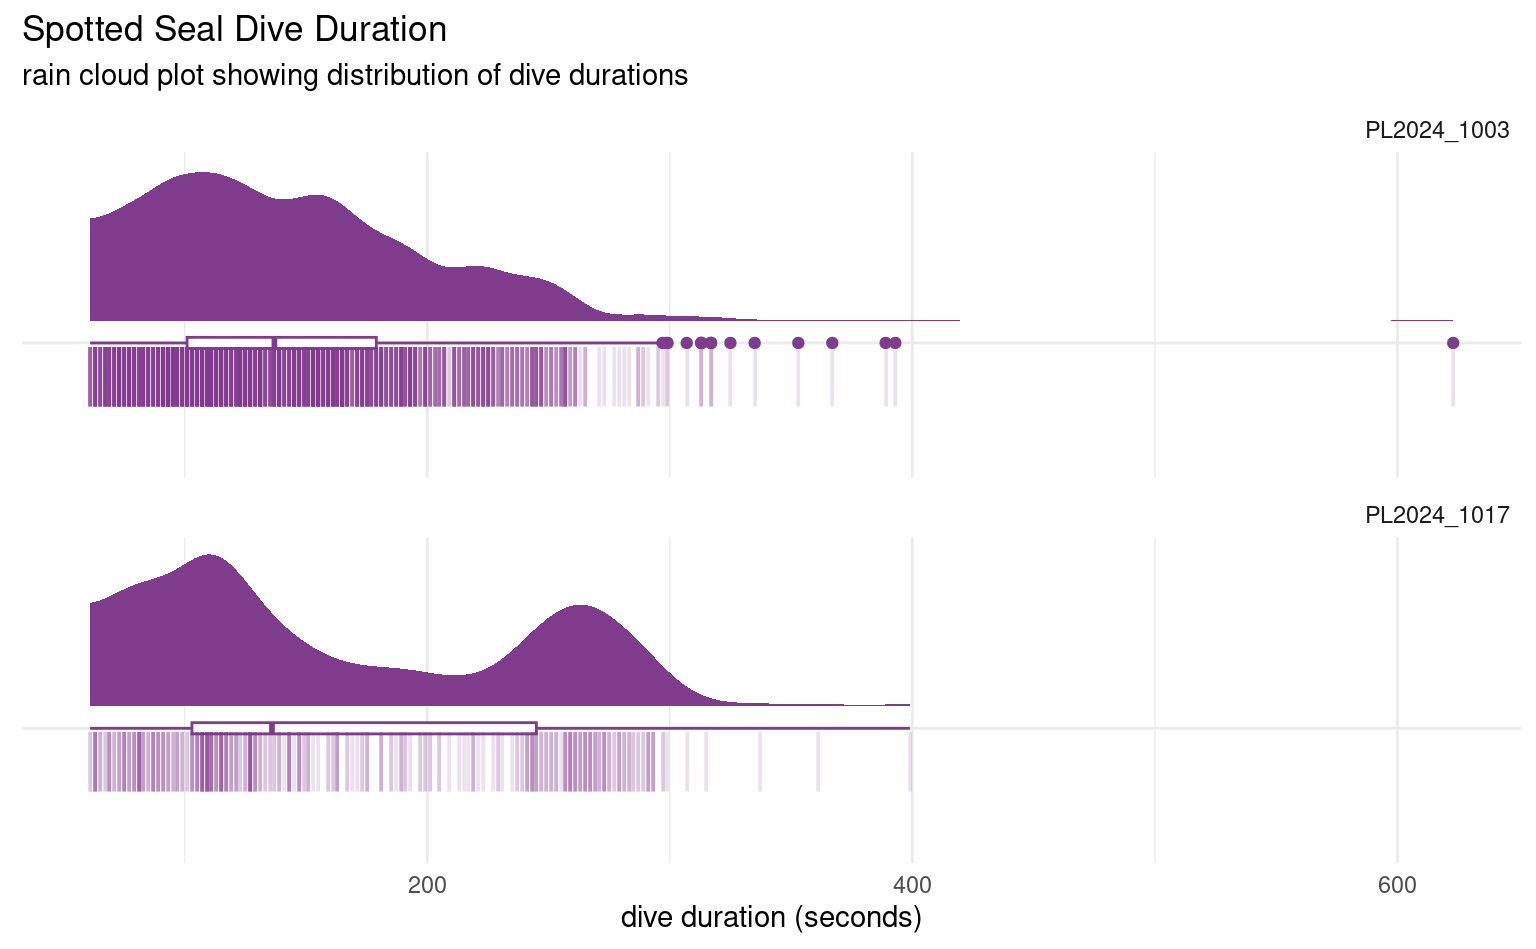 Spotted Seal Dive Duration
rain cloud plot showing distribution of dive durations
PL2024_1003
PL2024_1017
200
400
600
dive duration (seconds)